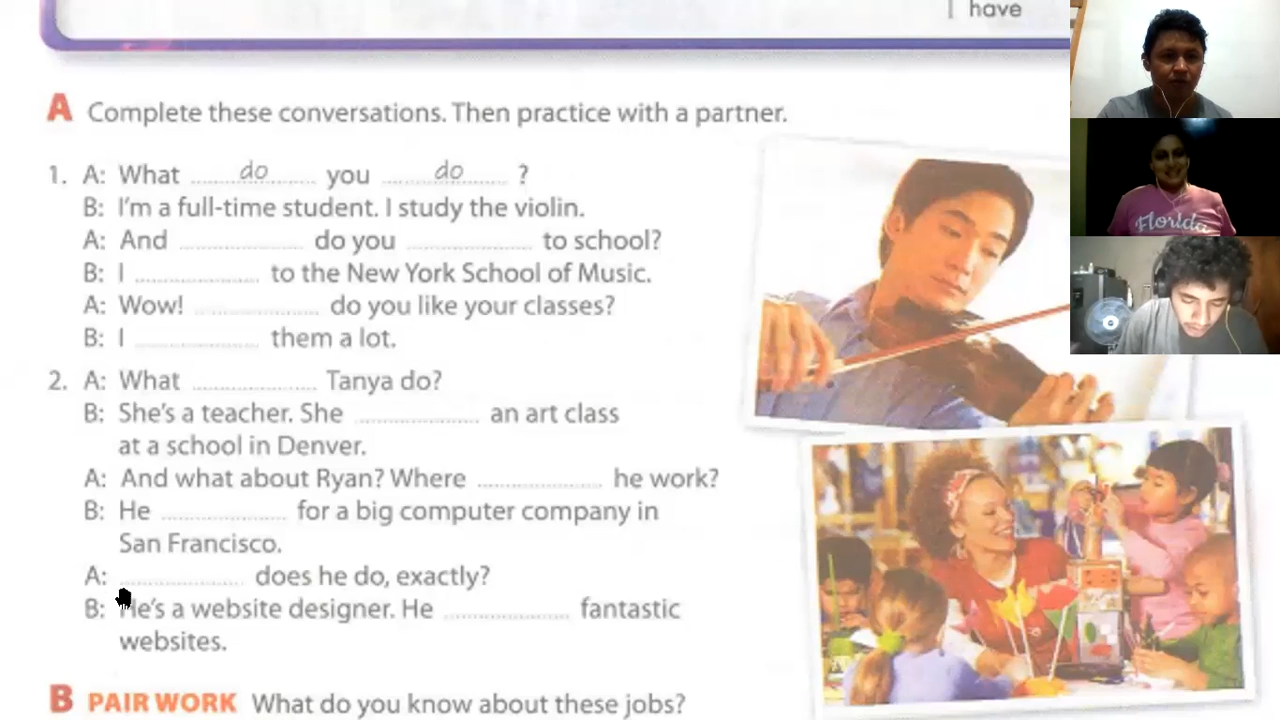 I have
A Complete these conversations. Then practice with a partner.
1. A: What ......do...... you ......do...... ?
B: I'm a full-time student. I study the violin.
A: And .................... do you .................... to school?
B: I .................... to the New York School of Music.
A: Wow! .................... do you like your classes?
B: I .................... them a lot.
2. A: What .................... Tanya do?
B: She's a teacher. She .................... an art class
at a school in Denver.
A: And what about Ryan? Where .................... he work?
B: He .................... for a big computer company in
San Francisco.
A: .................... does he do, exactly?
B: He's a website designer. He .................... fantastic
websites.
B PAIR WORK What do you know about these jobs?
Florida